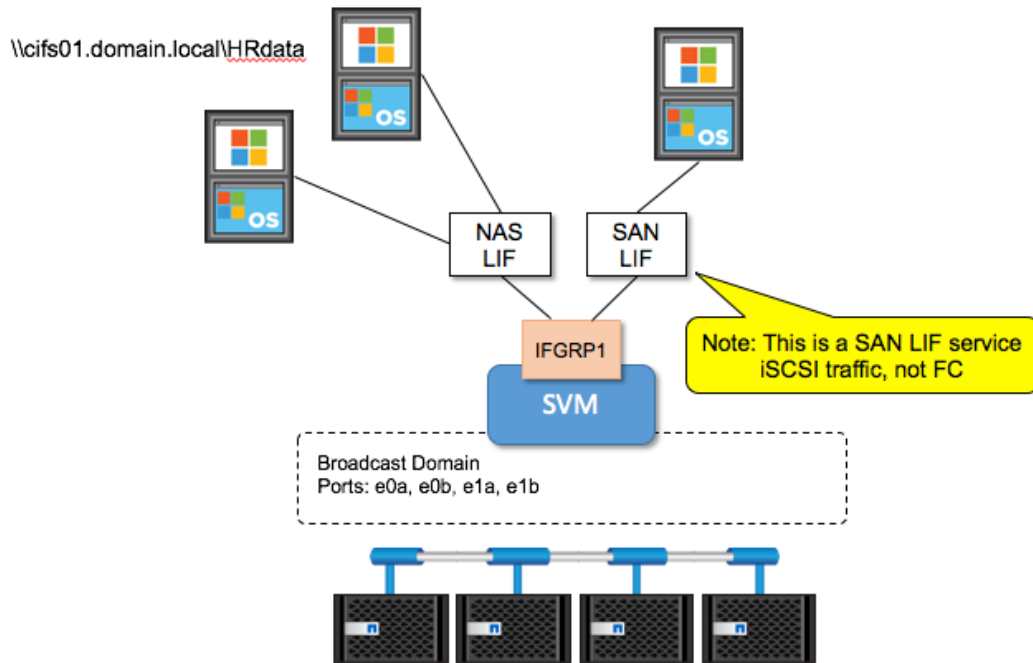 \\cifs01.domain.local\HRdata
OS
OS
OS
NAS
LIF
SAN
LIF
IFGRP1
Note: This is a SAN LIF service
iSCSI traffic, not FC
SVM
Broadcast Domain
Ports: e0a, e0b, e1a, e1b